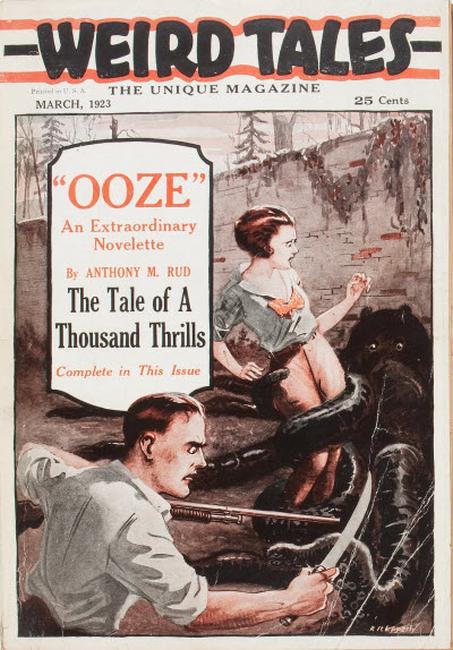 WEIRD TALES
Printed in U. S. A.
THE UNIQUE MAGAZINE
MARCH, 1923
25 Cents
"OOZE"
An Extraordinary
Novelette
By ANTHONY M. RUD
The Tale of A
Thousand Thrills
Complete in This Issue